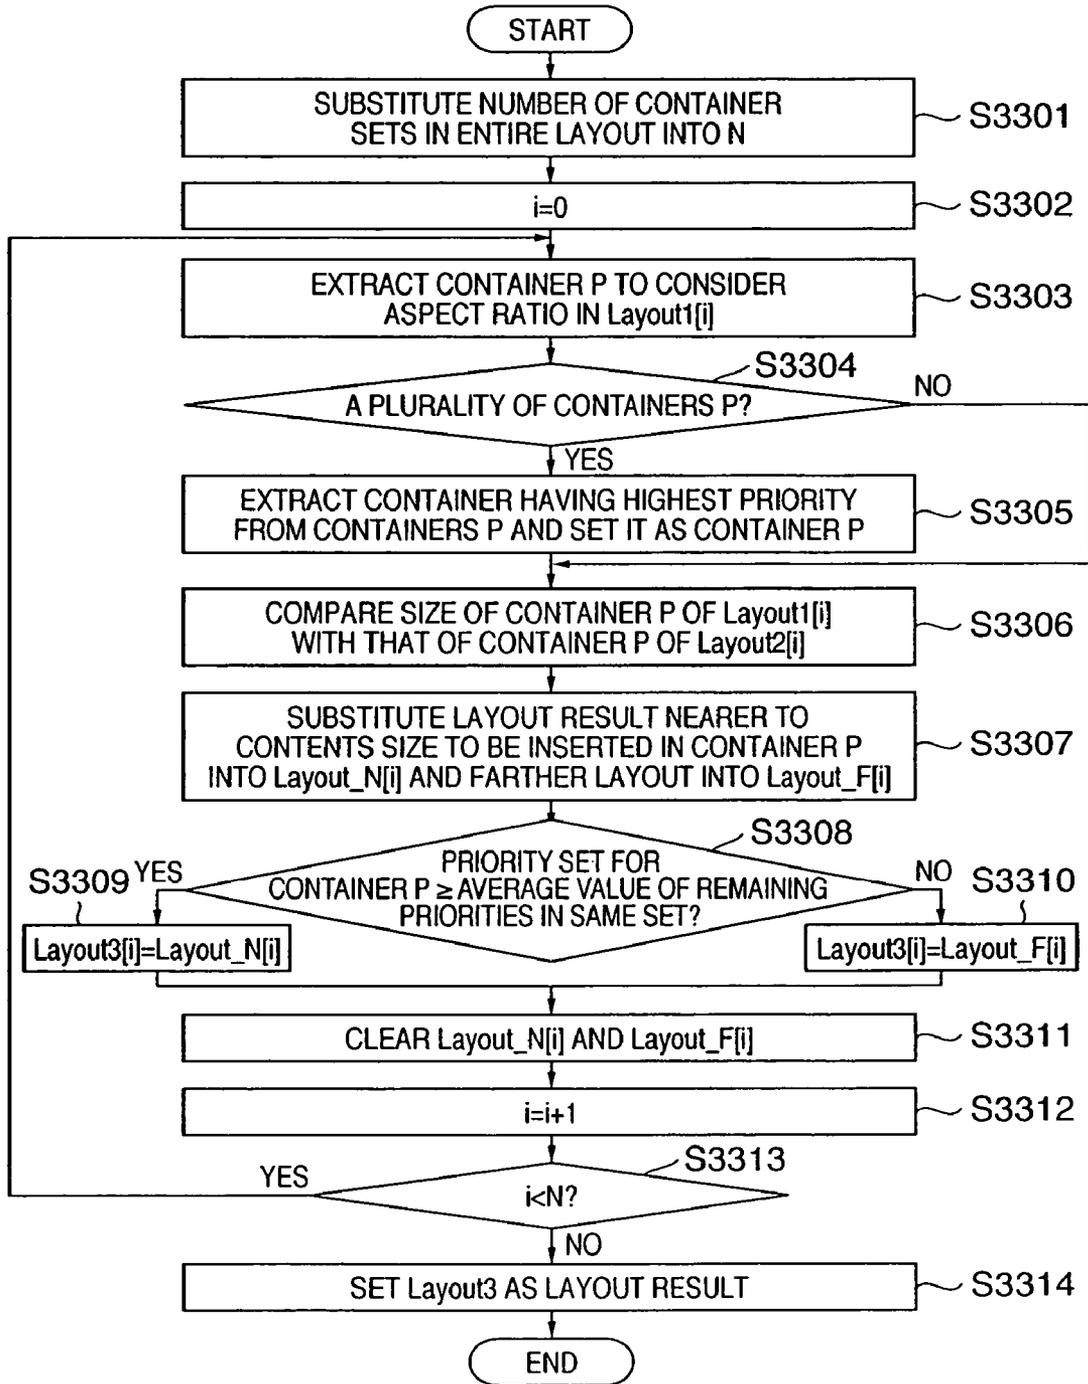 START
SUBSTITUTE NUMBER OF CONTAINER
SETS IN ENTIRE LAYOUT INTO N
S3301
i=0
S3302
EXTRACT CONTAINER P TO CONSIDER
ASPECT RATIO IN Layout1[i]
S3303
S3304
A PLURALITY OF CONTAINERS P?
NO
YES
EXTRACT CONTAINER HAVING HIGHEST PRIORITY
FROM CONTAINERS P AND SET IT AS CONTAINER P
S3305
COMPARE SIZE OF CONTAINER P OF Layout1[i]
WITH THAT OF CONTAINER P OF Layout2[i]
S3306
SUBSTITUTE LAYOUT RESULT NEARER TO
CONTENTS SIZE TO BE INSERTED IN CONTAINER P
INTO Layout_N[i] AND FARTHER LAYOUT INTO Layout_F[i]
S3307
S3308
PRIORITY SET FOR
CONTAINER P ≥ AVERAGE VALUE OF REMAINING
PRIORITIES IN SAME SET?
YES
NO
S3309
Layout3[i]=Layout_N[i]
S3310
Layout3[i]=Layout_F[i]
CLEAR Layout_N[i] AND Layout_F[i]
S3311
i=i+1
S3312
S3313
i<N?
YES
NO
SET Layout3 AS LAYOUT RESULT
S3314
END